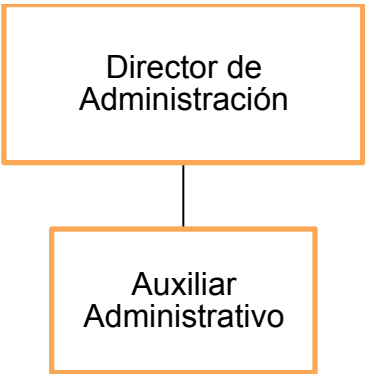 Director de
Administración
Auxiliar
Administrativo